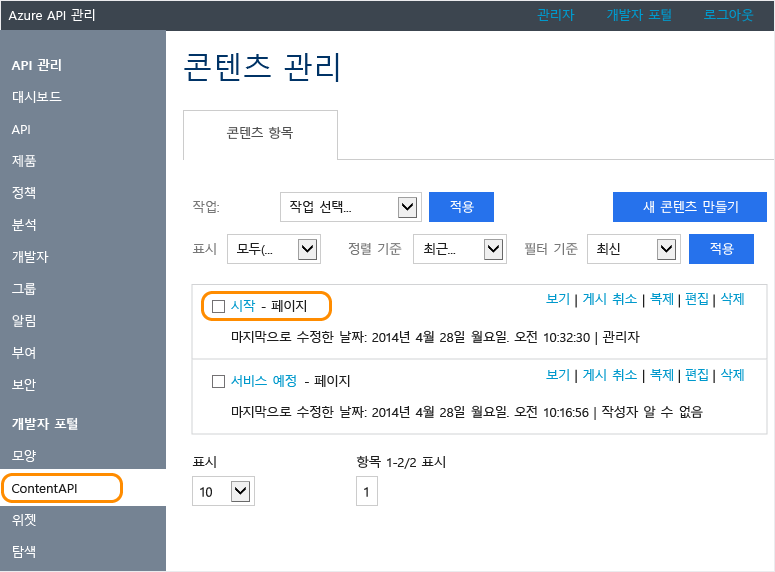 Azure API 관리
관리자 개발자 포털 로그아웃
API 관리
대시보드
API
제품
정책
분석
개발자
그룹
알림
부여
보안
개발자 포털
모양
ContentAPI
위젯
탐색
콘텐츠 관리
콘텐츠 항목
작업: 작업 선택... 적용 새 콘텐츠 만들기
표시 모두(... 정렬 기준 최근... 필터 기준 최신 적용
시작 - 페이지 보기 | 게시 취소 | 복제 | 편집 | 삭제
마지막으로 수정한 날짜: 2014년 4월 28일 월요일. 오전 10:32:30 | 관리자
서비스 예정 - 페이지 보기 | 게시 취소 | 복제 | 편집 | 삭제
마지막으로 수정한 날짜: 2014년 4월 28일 월요일. 오전 10:16:56 | 작성자 알 수 없음
표시 항목 1-2/2 표시
10 1